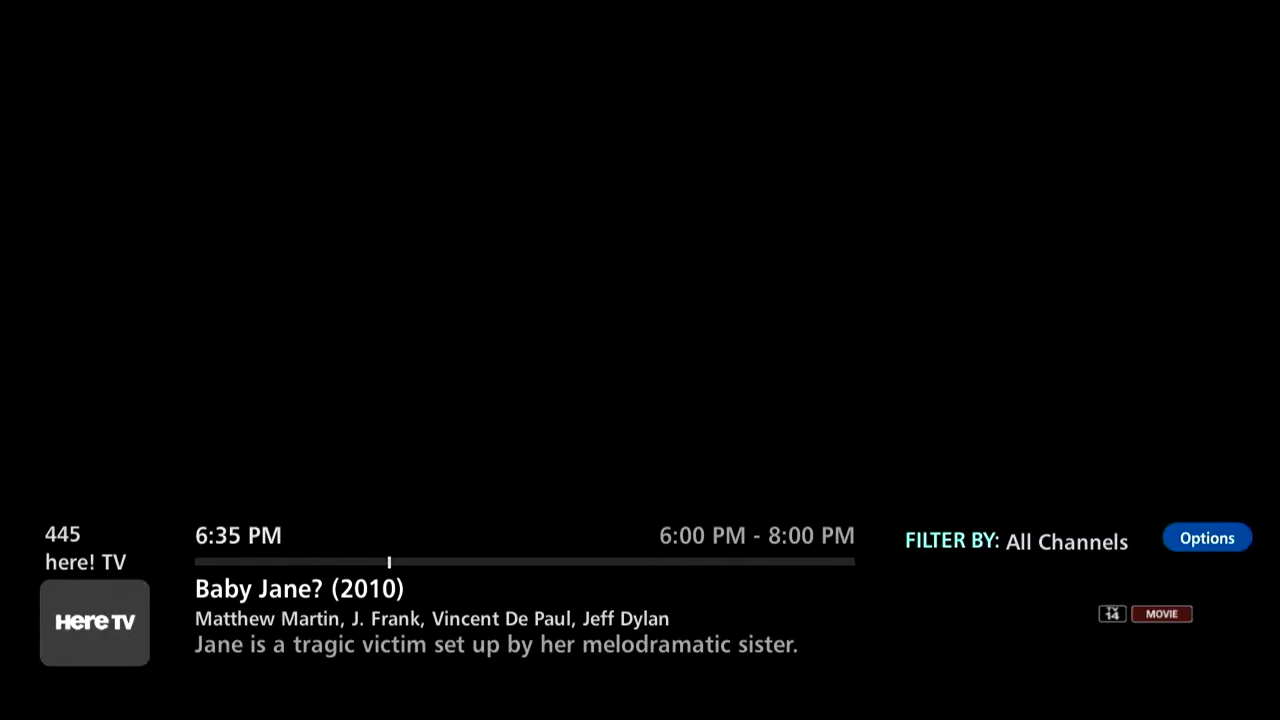 445
here! TV
Here TV
6:35 PM
6:00 PM - 8:00 PM
Baby Jane? (2010)
Matthew Martin, J. Frank, Vincent De Paul, Jeff Dylan
Jane is a tragic victim set up by her melodramatic sister.
FILTER BY: All Channels
Options
TV
14
MOVIE